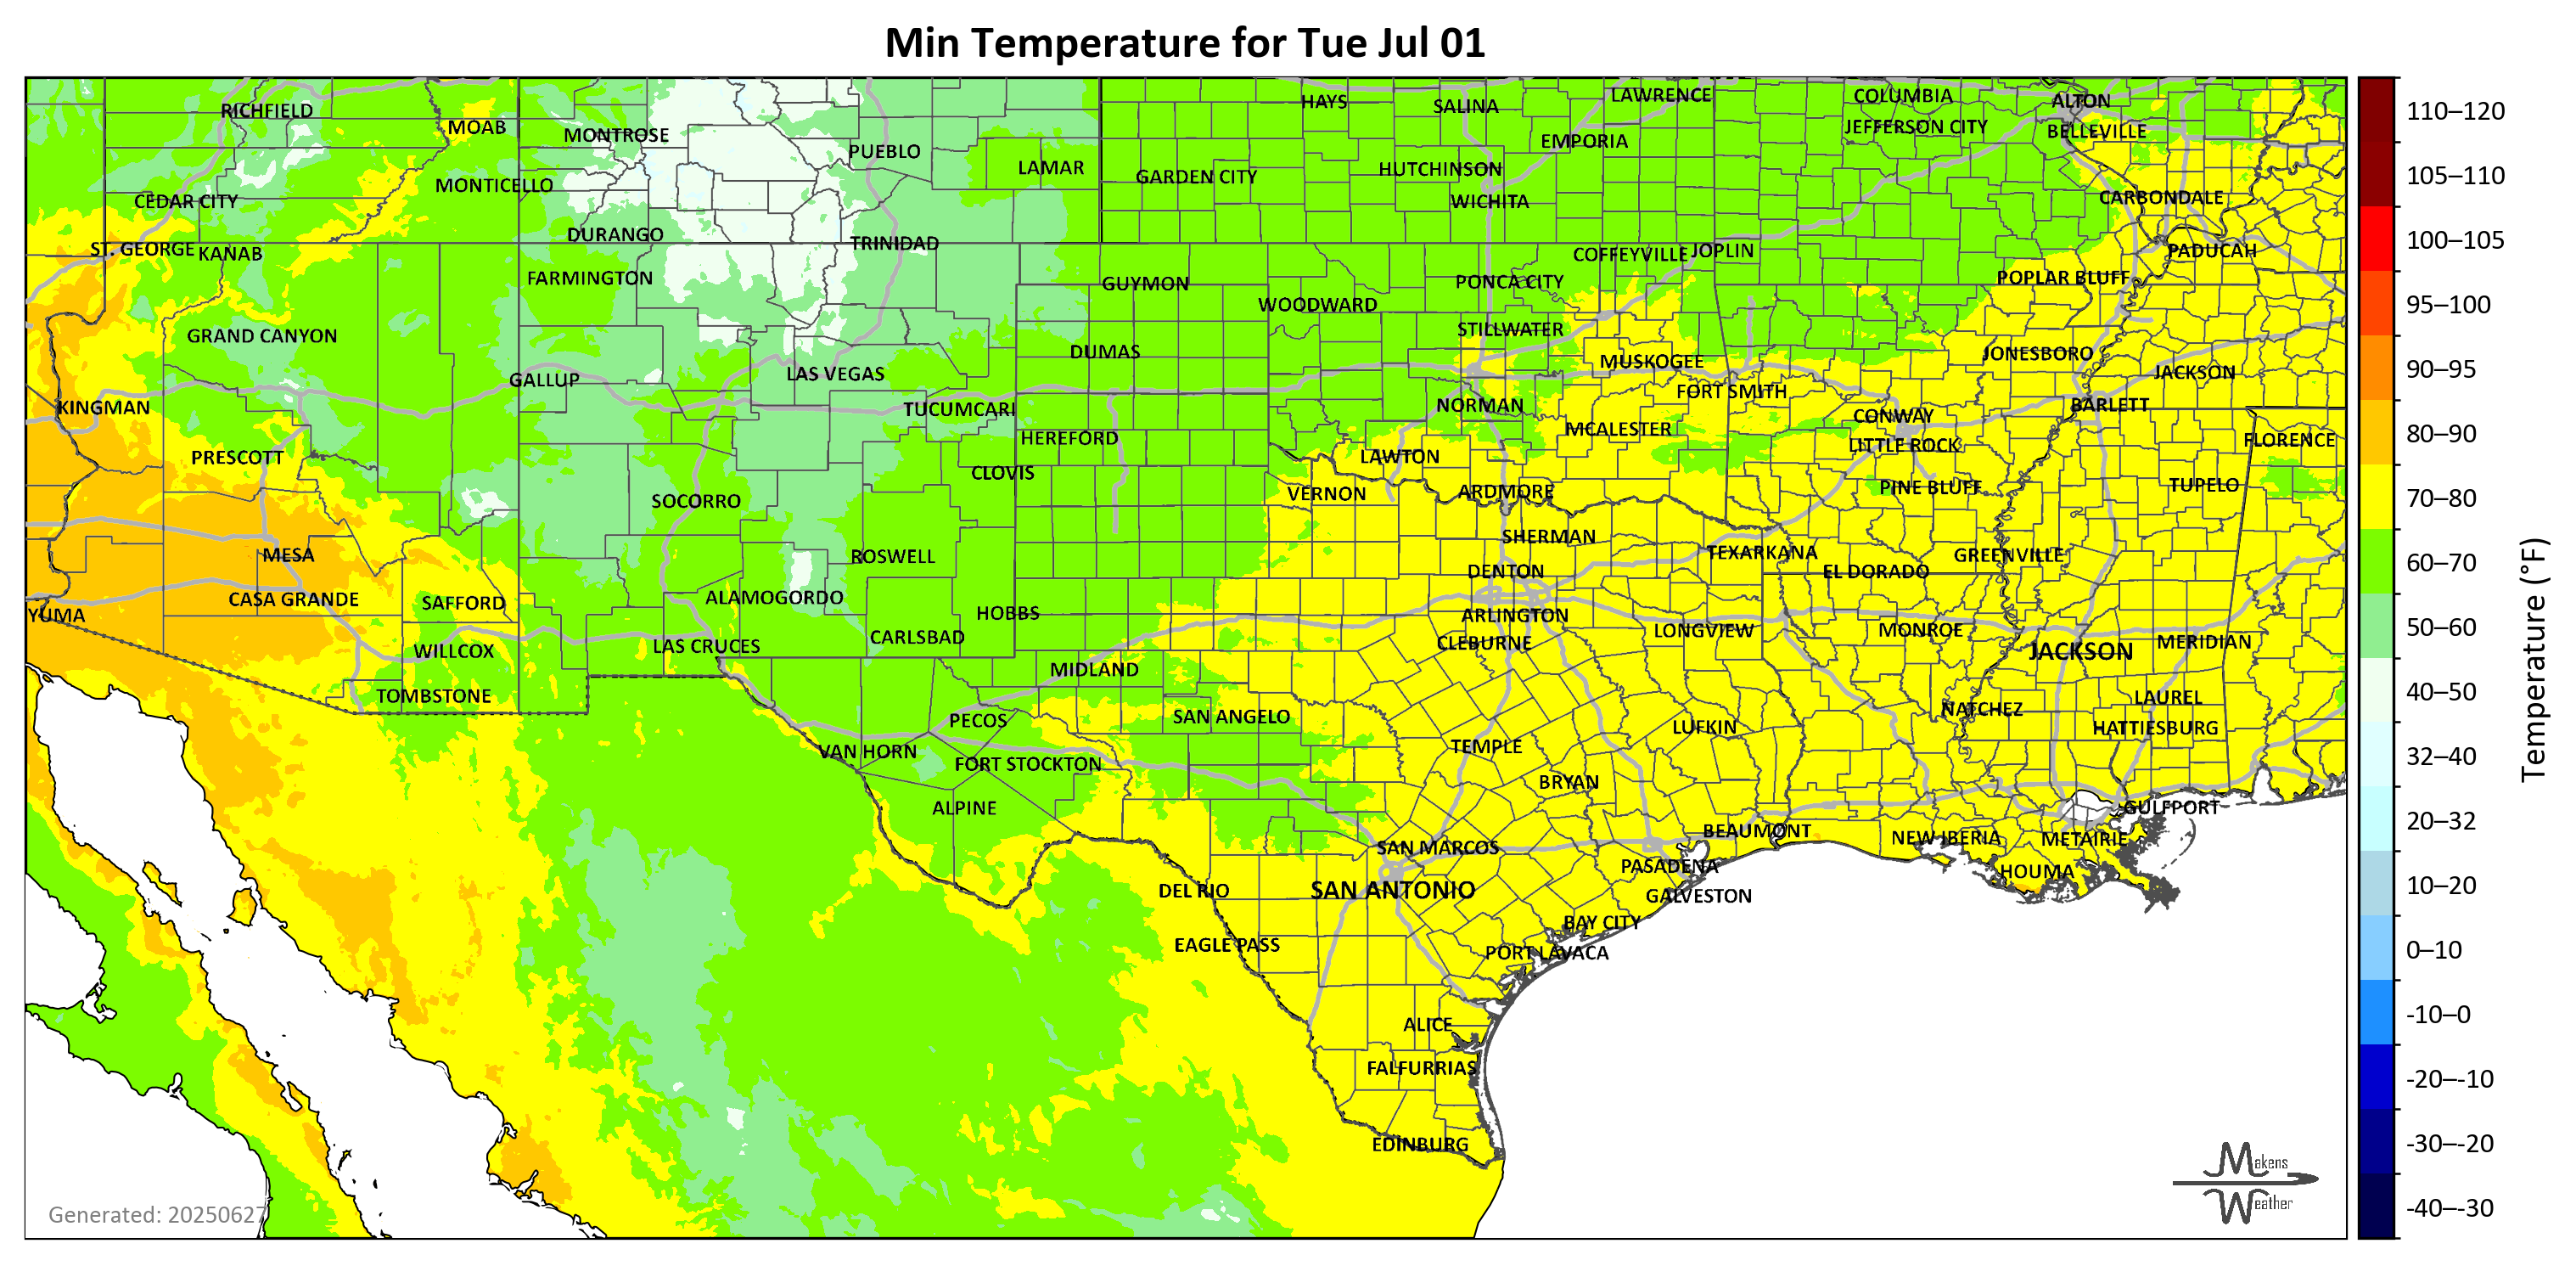 Min Temperature for Tue Jul 01
RICHFIELD
MOAB
MONTROSE
PUEBLO
LAMAR
HAYS
SALINA
LAWRENCE
COLUMBIA
ALTON
JEFFERSON CITY
BELLEVILLE
EMPORIA
HUTCHINSON
GARDEN CITY
MONTICELLO
CEDAR CITY
WICHITA
CARBONDALE
DURANGO
TRINIDAD
ST. GEORGE
KANAB
COFFEYVILLE
JOPLIN
PADUCAH
FARMINGTON
GUYMON
PONCA CITY
POPLAR BLUFF
WOODWARD
GRAND CANYON
STILLWATER
DUMAS
MUSKOGEE
JONESBORO
JACKSON
GALLUP
LAS VEGAS
FORT SMITH
KINGMAN
TUCUMCARI
NORMAN
CONWAY
BARLETT
HEREFORD
MCALESTER
LITTLE ROCK
FLORENCE
PRESCOTT
CLOVIS
LAWTON
SOCORRO
VERNON
ARDMORE
PINE BLUFF
TUPELO
SHERMAN
MESA
ROSWELL
TEXARKANA
GREENVILLE
DENTON
EL DORADO
CASA GRANDE
SAFFORD
ALAMOGORDO
HOBBS
YUMA
ARLINGTON
CARLSBAD
CLEBURNE
LONGVIEW
MONROE
MERIDIAN
WILLCOX
LAS CRUCES
JACKSON
MIDLAND
TOMBSTONE
LAUREL
NATCHEZ
PECOS
SAN ANGELO
LUFKIN
HATTIESBURG
VAN HORN
TEMPLE
FORT STOCKTON
BRYAN
ALPINE
GULFPORT
BEAUMONT
NEW IBERIA
METAIRIE
SAN MARCOS
PASADENA
HOUMA
DEL RIO
SAN ANTONIO
GALVESTON
BAY CITY
EAGLE PASS
PORT LAVACA
ALICE
FALFURRIAS
EDINBURG
Generated: 20250627
Makens
Weather
110–120
105–110
100–105
95–100
90–95
80–90
70–80
60–70
50–60
40–50
32–40
20–32
10–20
0–10
-10–0
-20–-10
-30–-20
-40–-30
Temperature (°F)